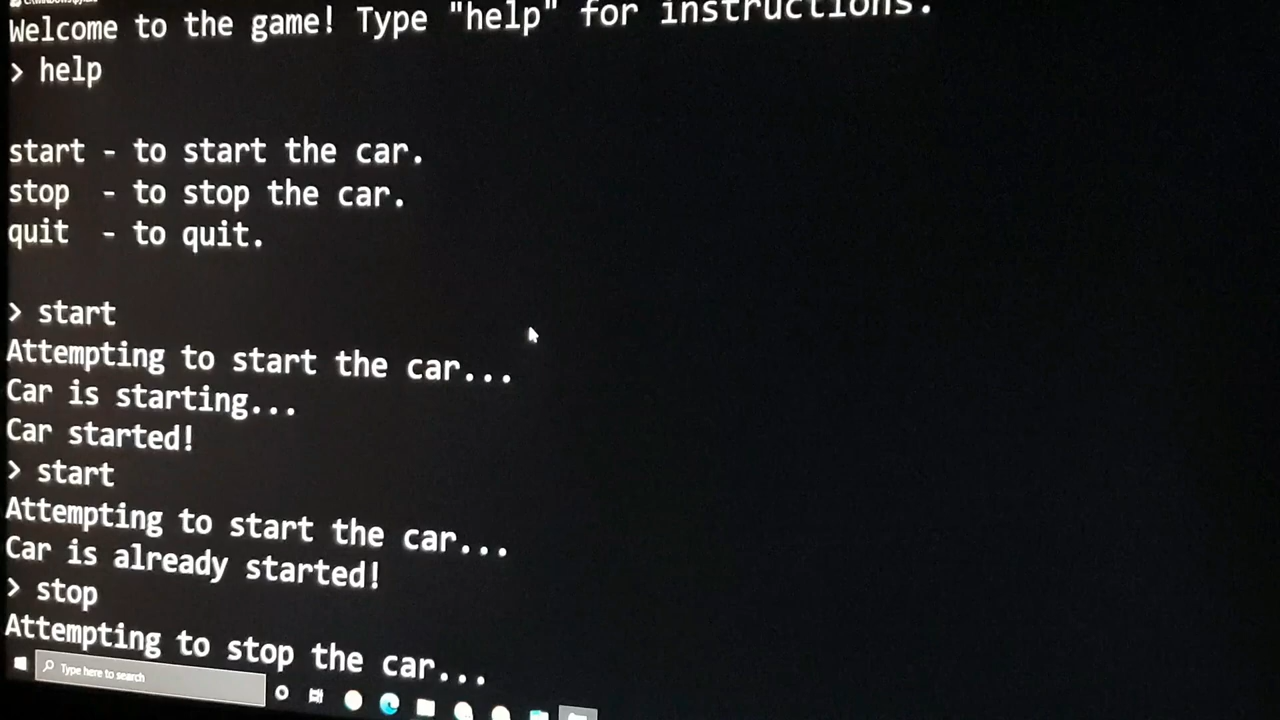 Welcome to the game! Type "help" for instructions.
> help
start - to start the car.
stop  - to stop the car.
quit  - to quit.
> start
Attempting to start the car...
Car is starting...
Car started!
> start
Attempting to start the car...
Car is already started!
> stop
Attempting to stop the car...
Type here to search